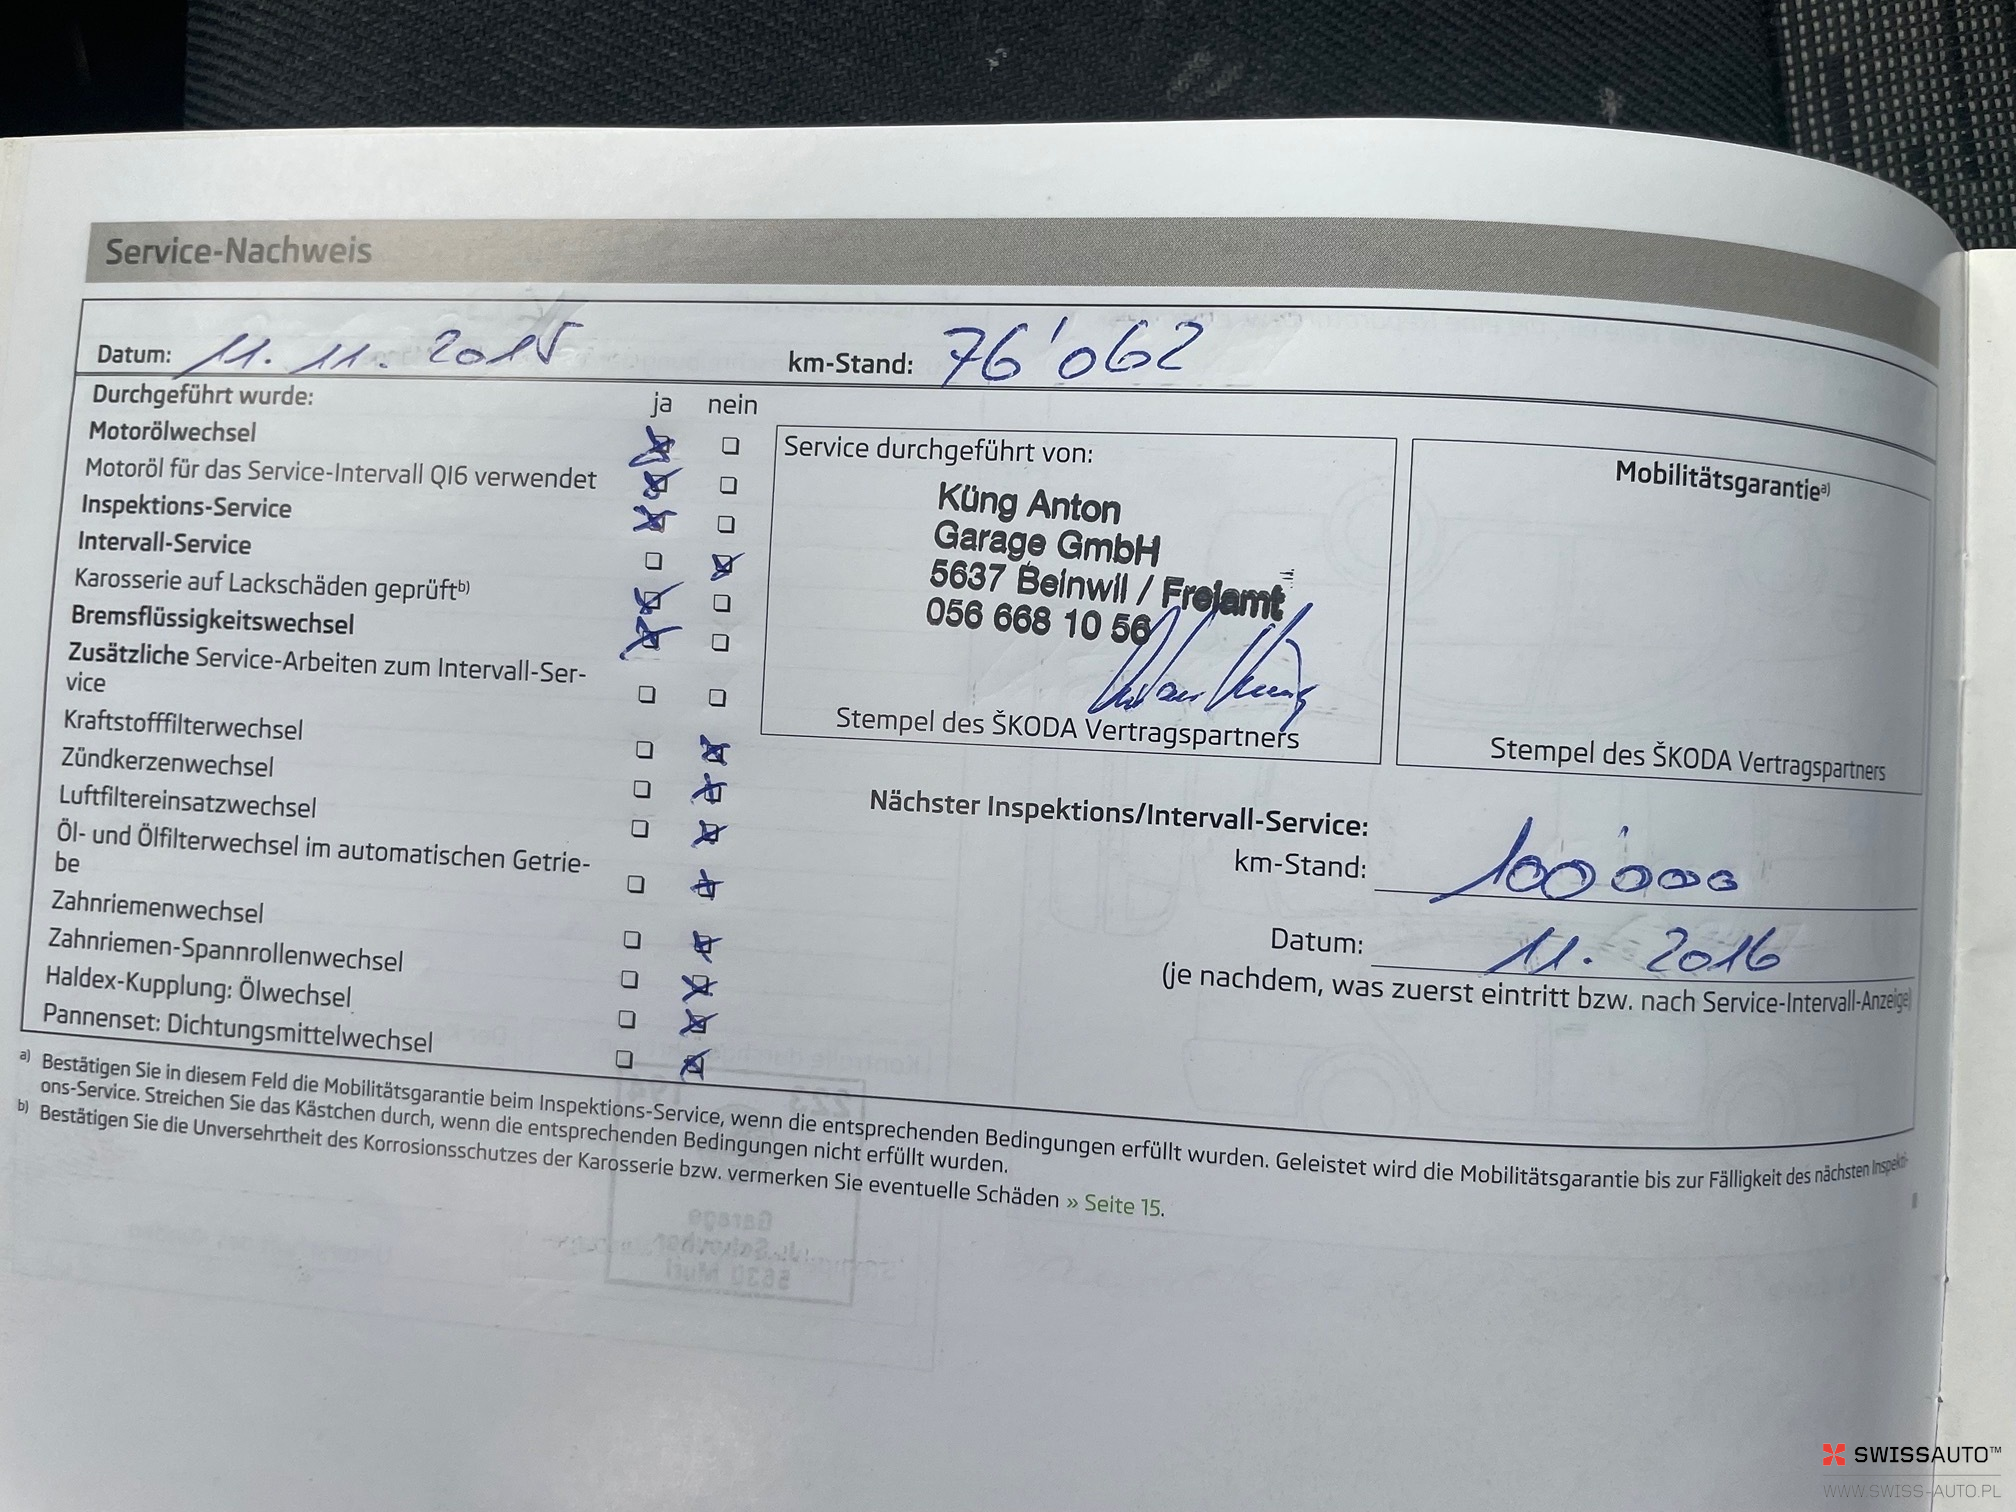 Service-Nachweis
Datum: 11. 11. 2015 km-Stand: 76'062
Durchgeführt wurde: ja nein
Motorölwechsel
Motoröl für das Service-Intervall QI6 verwendet
Inspektions-Service
Intervall-Service
Karosserie auf Lackschäden geprüft b)
Bremsflüssigkeitswechsel
Zusätzliche Service-Arbeiten zum Intervall-Ser-
vice
Kraftstofffilterwechsel
Zündkerzenwechsel
Luftfiltereinsatzwechsel
Öl- und Ölfilterwechsel im automatischen Getrie-
be
Zahnriemenwechsel
Zahnriemen-Spannrollenwechsel
Haldex-Kupplung: Ölwechsel
Pannenset: Dichtungsmittelwechsel
Service durchgeführt von:
Küng Anton
Garage GmbH
5637 Beinwil / Freiamt
056 668 10 56
Stempel des ŠKODA Vertragspartners
Mobilitätsgarantie a)
Stempel des ŠKODA Vertragspartners
Nächster Inspektions/Intervall-Service:
km-Stand: 100'000
Datum: 11. 2016
(je nachdem, was zuerst eintritt bzw. nach Service-Intervall-Anzeige)
a) Bestätigen Sie in diesem Feld die Mobilitätsgarantie beim Inspektions-Service, wenn die entsprechenden Bedingungen erfüllt wurden. Geleistet wird die Mobilitätsgarantie bis zur Fälligkeit des nächsten Inspekti-
ons-Service. Streichen Sie das Kästchen durch, wenn die entsprechenden Bedingungen nicht erfüllt wurden.
b) Bestätigen Sie die Unversehrtheit des Korrosionsschutzes der Karosserie bzw. vermerken Sie eventuelle Schäden » Seite 15.
SWISSAUTO™
WWW.SWISS-AUTO.PL